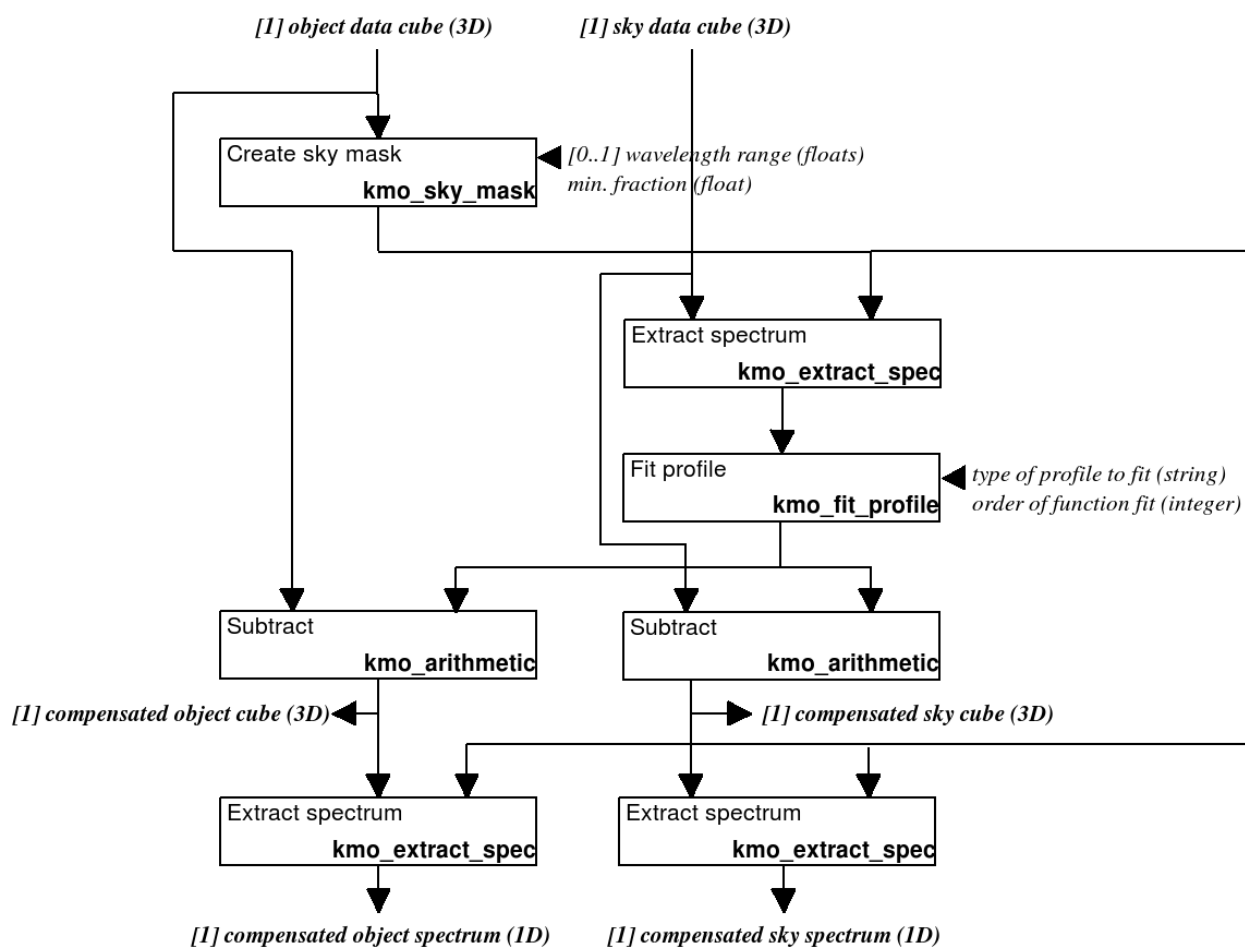 [1] object data cube (3D)
[1] sky data cube (3D)
Create sky mask
kmo_sky_mask
[0..1] wavelength range (floats)
min. fraction (float)
Extract spectrum
kmo_extract_spec
Fit profile
kmo_fit_profile
type of profile to fit (string)
order of function fit (integer)
Subtract
kmo_arithmetic
Subtract
kmo_arithmetic
[1] compensated object cube (3D)
[1] compensated sky cube (3D)
Extract spectrum
kmo_extract_spec
Extract spectrum
kmo_extract_spec
[1] compensated object spectrum (1D)
[1] compensated sky spectrum (1D)